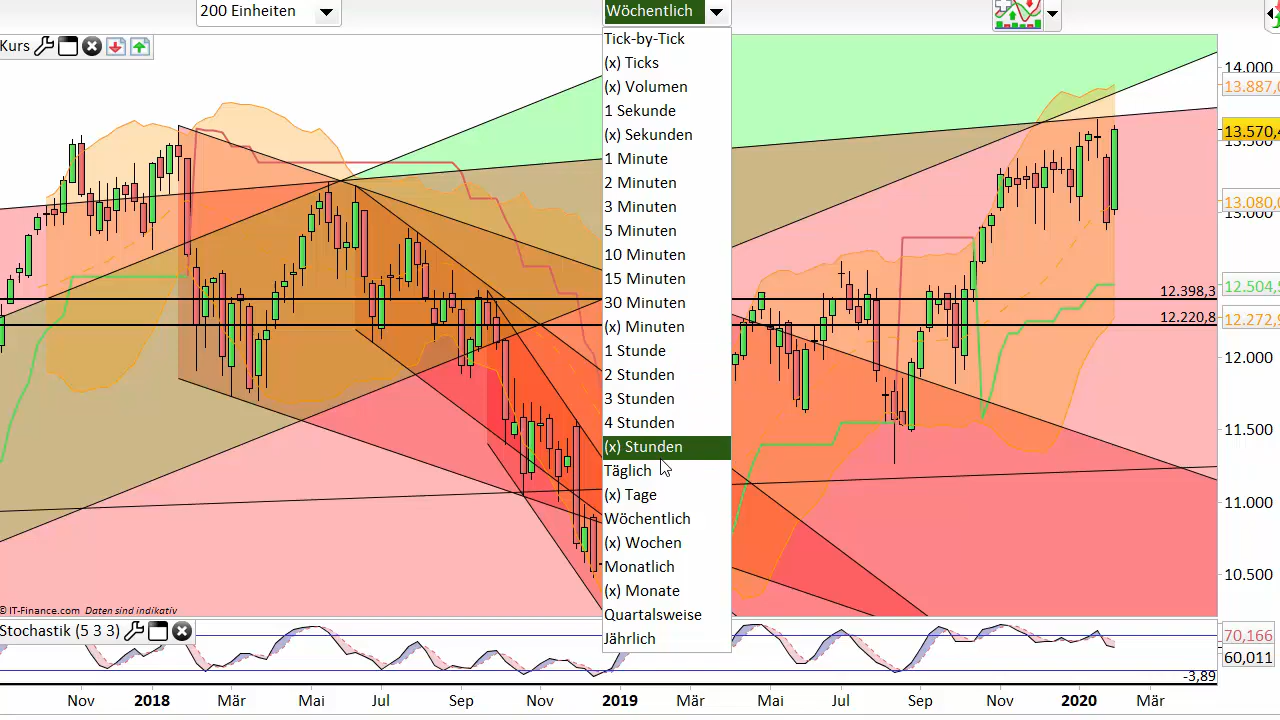 200 Einheiten
Wöchentlich
Kurs
Tick-by-Tick
(x) Ticks
(x) Volumen
1 Sekunde
(x) Sekunden
1 Minute
2 Minuten
3 Minuten
5 Minuten
10 Minuten
15 Minuten
30 Minuten
(x) Minuten
1 Stunde
2 Stunden
3 Stunden
4 Stunden
(x) Stunden
Täglich
(x) Tage
Wöchentlich
(x) Wochen
Monatlich
(x) Monate
Quartalsweise
Jährlich
14.000
13.887,0
13.570,4
13.080,0
12.504,5
12.398,3
12.220,8
12.272,9
12.000
11.500
11.000
10.500
© IT-Finance.com Daten sind indikativ
Stochastik (5 3 3)
70,166
60,011
-3,89
Nov
2018
Mär
Mai
Jul
Sep
Nov
2019
Mär
Mai
Jul
Sep
Nov
2020
Mär